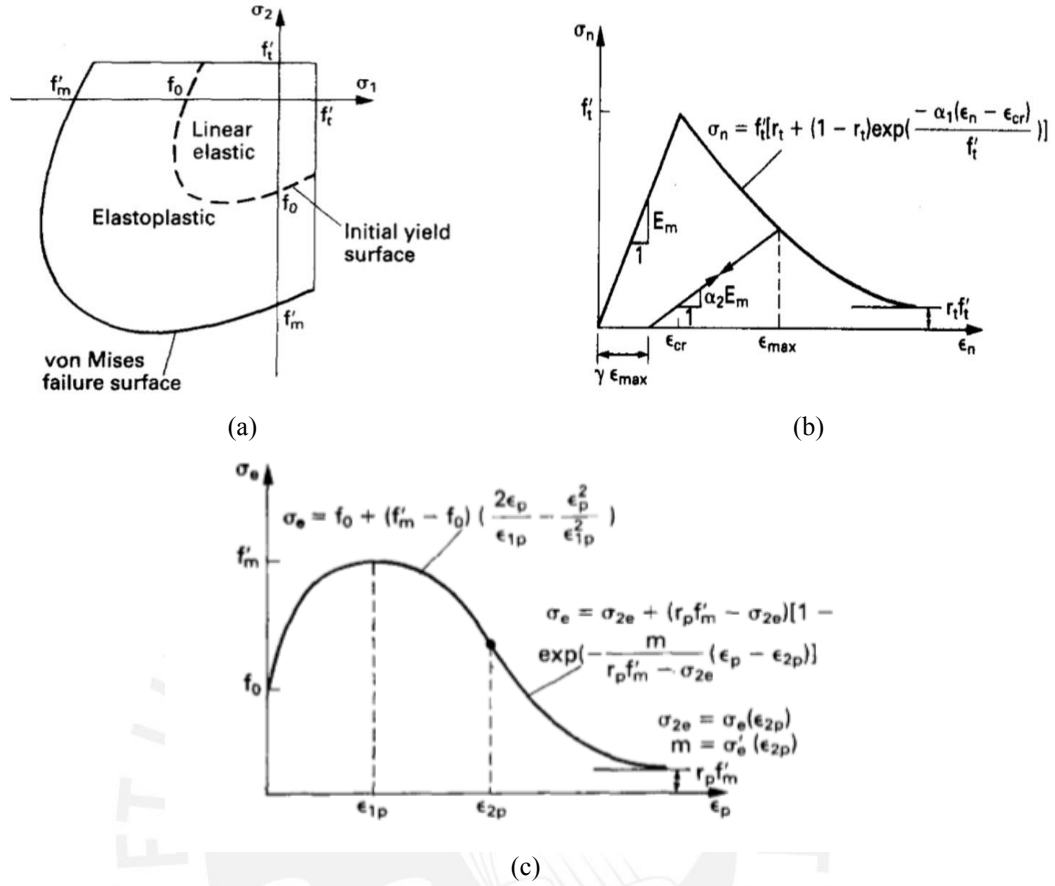 σ₂
f′t
f′m
f₀
σ₁
f′t
Linear
elastic
f₀
Elastoplastic
Initial yield
surface
f′m
von Mises
failure surface
(a)
σn
f′t
σn = f′t[rt + (1 − rt)exp(−α₁(ϵn − ϵcr)/f′t)]
Em
1
α₂Em
1
rtf′t
ϵcr
ϵmax
ϵn
γ ϵmax
(b)
σe
σe = f₀ + (f′m − f₀) (2ϵp/ϵ1p − ϵp²/ϵ1p²)
f′m
σe = σ2e + (rpf′m − σ2e)[1 −
exp(−m/(rpf′m − σ2e)(ϵp − ϵ2p)]
f₀
σ2e = σe(ϵ2p)
m = σ′e (ϵ2p)
rpf′m
ϵ1p
ϵ2p
ϵp
(c)